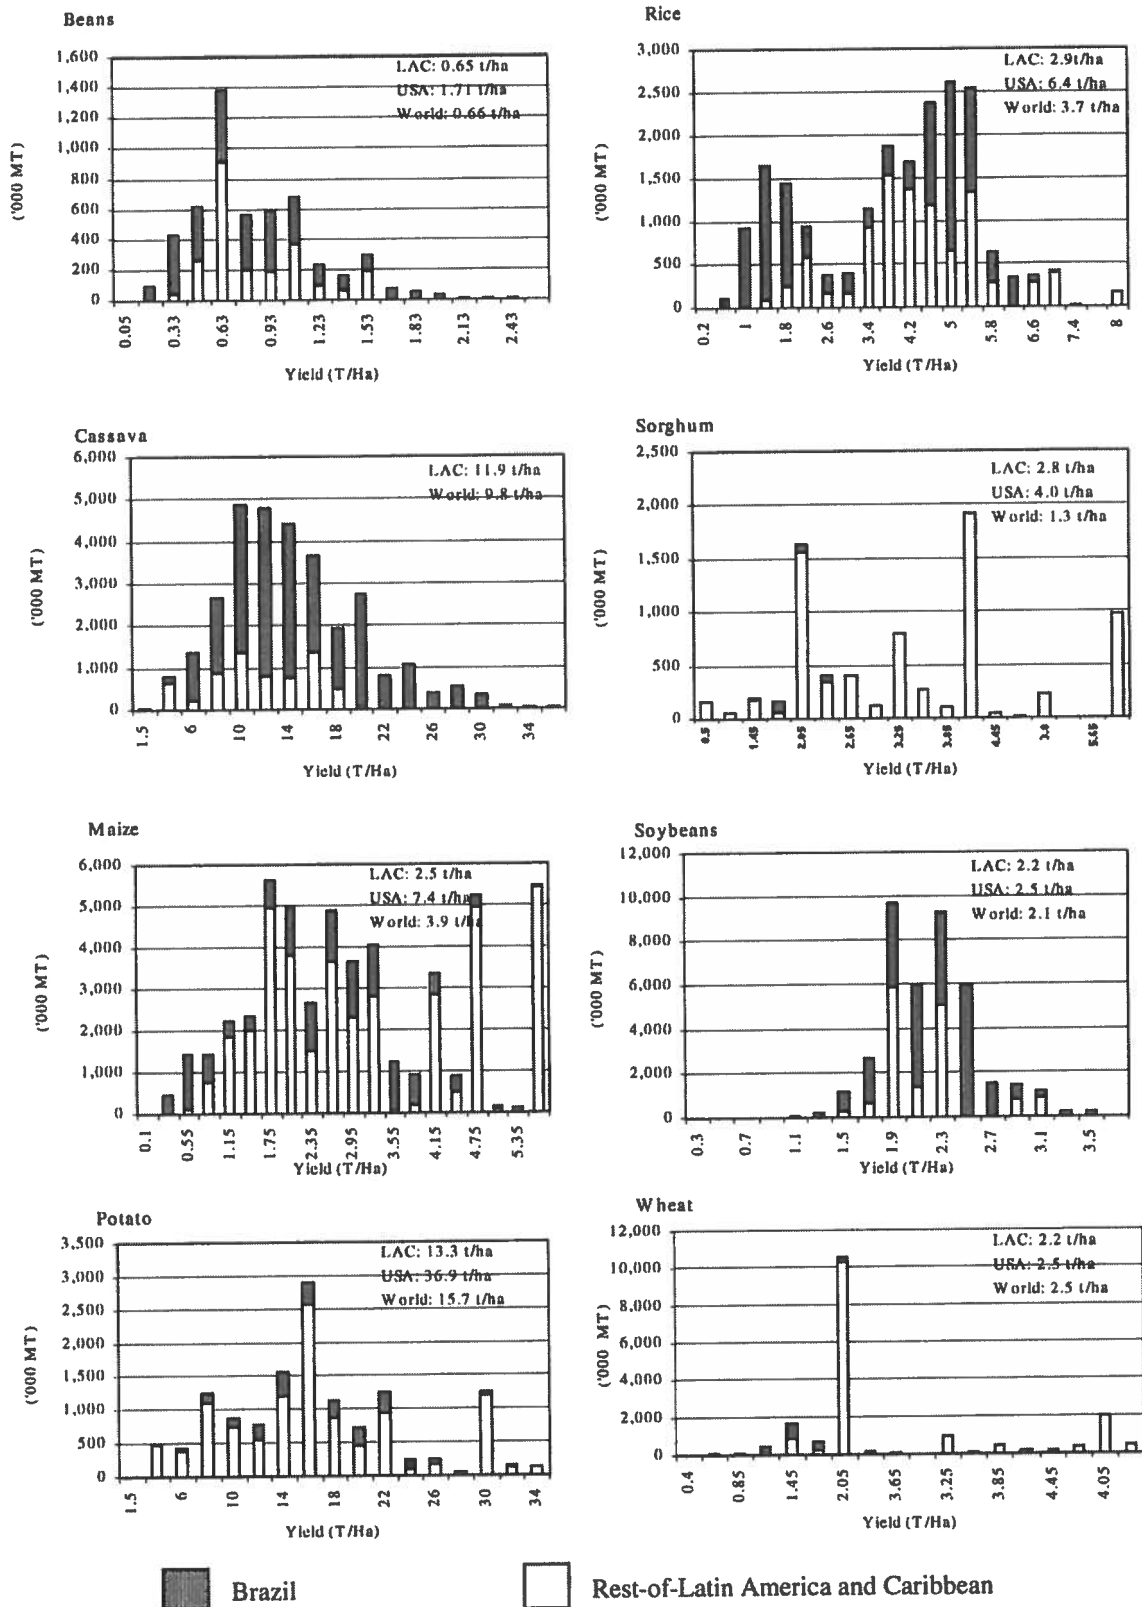 Beans
1,600
1,400
1,200
1,000
800
600
400
200
0
('000 MT)
LAC: 0.65 t/ha
USA: 1.71 t/ha
World: 0.66 t/ha
0.05 0.33 0.63 0.93 1.23 1.53 1.83 2.13 2.43
Yield (T/Ha)
Rice
3,000
2,500
2,000
1,500
1,000
500
0
('000 MT)
LAC: 2.9t/ha
USA: 6.4 t/ha
World: 3.7 t/ha
0.2 1 1.8 2.6 3.4 4.2 5 5.8 6.6 7.4 8
Yield (T/Ha)
Cassava
6,000
5,000
4,000
3,000
2,000
1,000
0
('000 MT)
LAC: 11.9 t/ha
World: 9.8 t/ha
1.5 6 10 14 18 22 26 30 34
Yield (T/Ha)
Sorghum
2,500
2,000
1,500
1,000
500
0
('000 MT)
LAC: 2.8 t/ha
USA: 4.0 t/ha
World: 1.3 t/ha
0.5 1.45 2.05 2.65 3.25 3.85 4.45 5.65
Yield (T/Ha)
Maize
6,000
5,000
4,000
3,000
2,000
1,000
0
('000 MT)
LAC: 2.5 t/ha
USA: 7.4 t/ha
World: 3.9 t/ha
0.1 0.55 1.15 1.75 2.35 2.95 3.55 4.15 4.75 5.35
Yield (T/Ha)
Soybeans
12,000
10,000
8,000
6,000
4,000
2,000
0
('000 MT)
LAC: 2.2 t/ha
USA: 2.5 t/ha
World: 2.1 t/ha
0.3 0.7 1.1 1.5 1.9 2.3 2.7 3.1 3.5
Yield (T/Ha)
Potato
3,500
3,000
2,500
2,000
1,500
1,000
500
0
('000 MT)
LAC: 13.3 t/ha
USA: 36.9 t/ha
World: 15.7 t/ha
1.5 6 10 14 18 22 26 30 34
Yield (T/Ha)
Wheat
12,000
10,000
8,000
6,000
4,000
2,000
0
('000 MT)
LAC: 2.2 t/ha
USA: 2.5 t/ha
World: 2.5 t/ha
0.4 0.85 1.45 2.05 3.65 3.25 3.85 4.45 4.05
Yield (T/Ha)
Brazil
Rest-of-Latin America and Caribbean